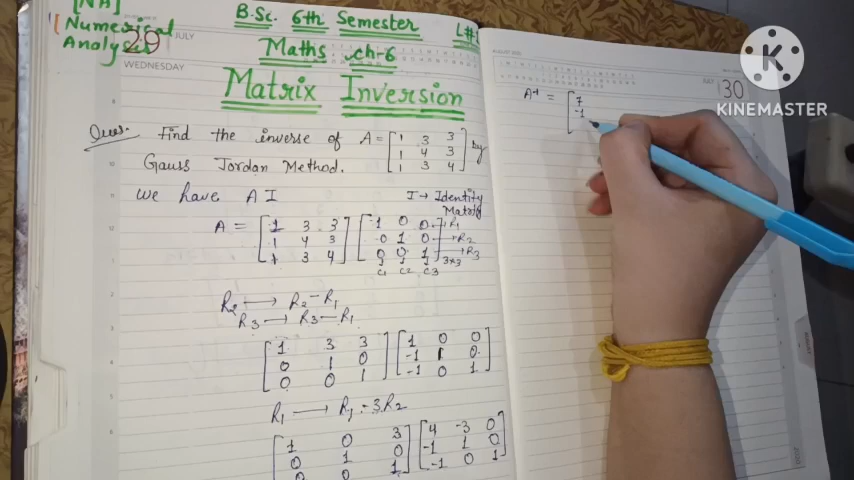 [NA]
[ Numerical
Analysis
B.Sc. 6th Semester
L#1
Maths ch-6
29 JULY
WEDNESDAY
Matrix Inversion
Ques. Find the inverse of A = [1 3 3
1 4 3
1 3 4] by
Gauss Jordan Method.
We have A I
I → Identity
Matrix
A = [1 3 3] [1 0 0] → R1
1 4 3 0 1 0 → R2
1 3 4 0 0 1 → R3
C1 C2 C3 3x3
R2 ⟷ R2 - R1
R3 → R3 - R1
[1 3 3] [1 0 0]
0 1 0 -1 1 0
0 0 1 -1 0 1
R1 → R1 - 3R2
[1 0 3] [4 -3 0]
0 1 0 -1 1 0
0 0 1 -1 0 1
JULY 30
A-1 = [7
-1
K
KINEMASTER